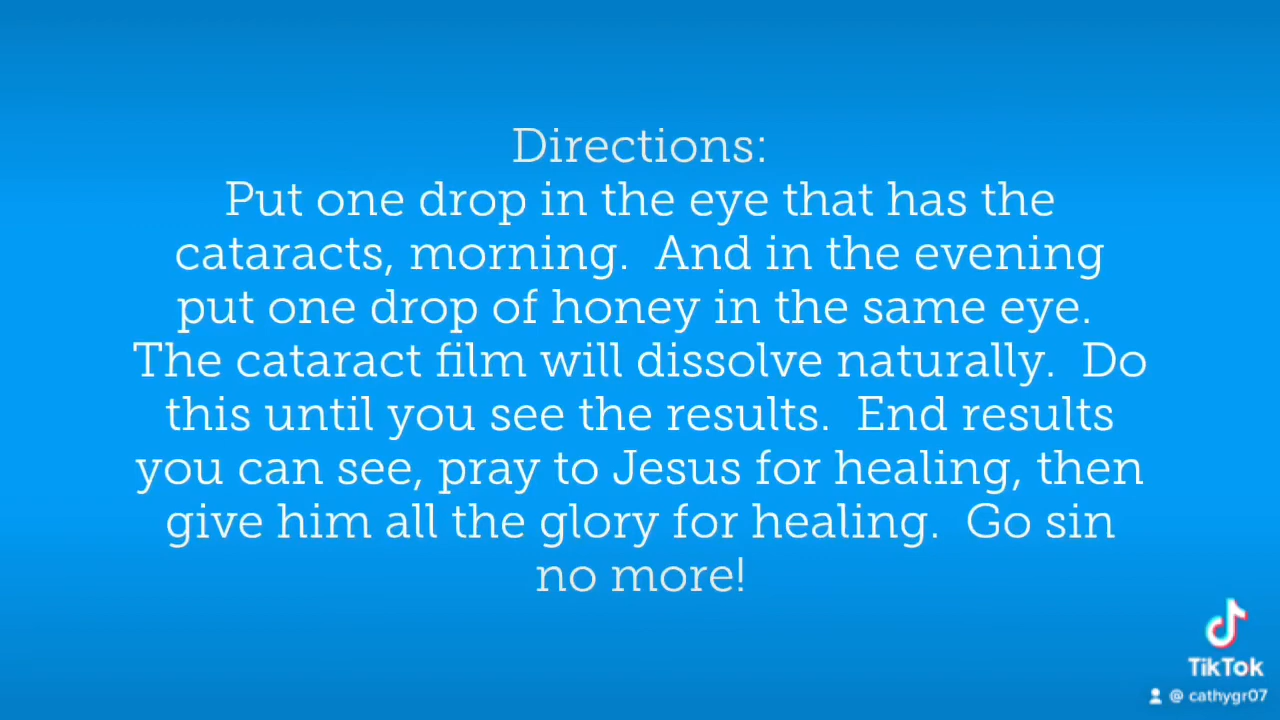 Directions:
Put one drop in the eye that has the
cataracts, morning.  And in the evening
put one drop of honey in the same eye.
The cataract film will dissolve naturally.  Do
this until you see the results.  End results
you can see, pray to Jesus for healing, then
give him all the glory for healing.  Go sin
no more!
TikTok
@ cathygr07